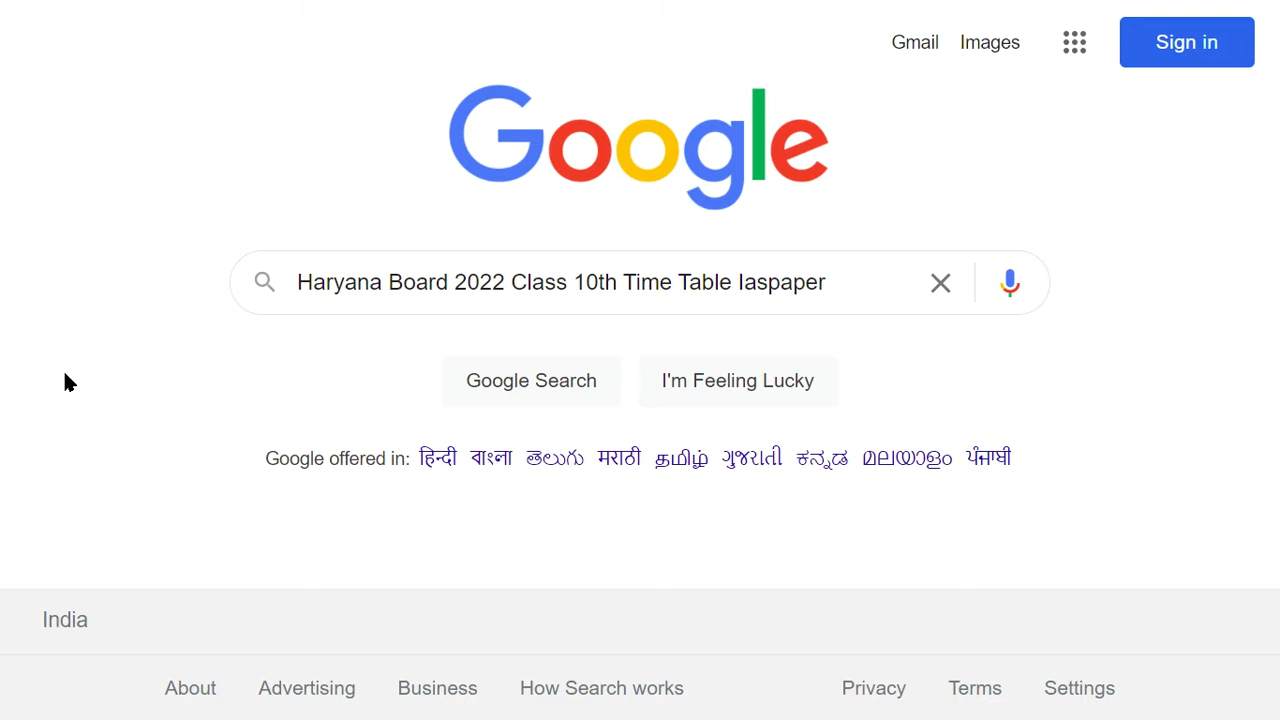 Gmail Images Sign in
Google
Haryana Board 2022 Class 10th Time Table Iaspaper
Google Search I'm Feeling Lucky
Google offered in: हिन्दी বাংলা తెలుగు मराठी தமிழ் ગુજરાતી ಕನ್ನಡ മലയാളം ਪੰਜਾਬੀ
India
About Advertising Business How Search works Privacy Terms Settings